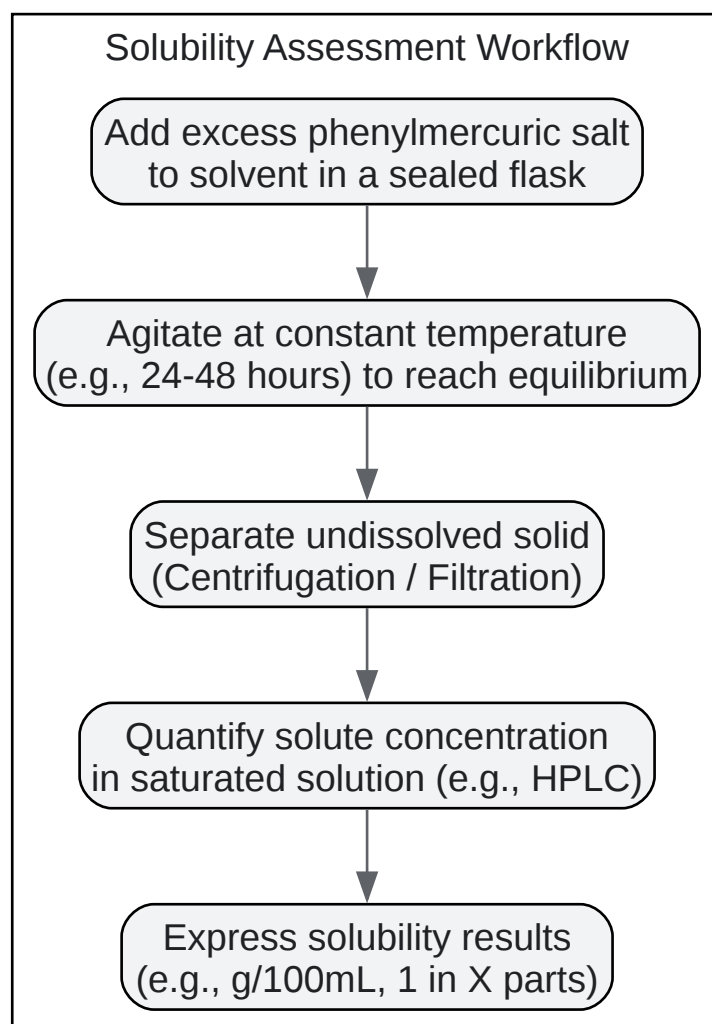 Solubility Assessment Workflow
Add excess phenylmercuric salt
to solvent in a sealed flask
Agitate at constant temperature
(e.g., 24-48 hours) to reach equilibrium
Separate undissolved solid
(Centrifugation / Filtration)
Quantify solute concentration
in saturated solution (e.g., HPLC)
Express solubility results
(e.g., g/100mL, 1 in X parts)